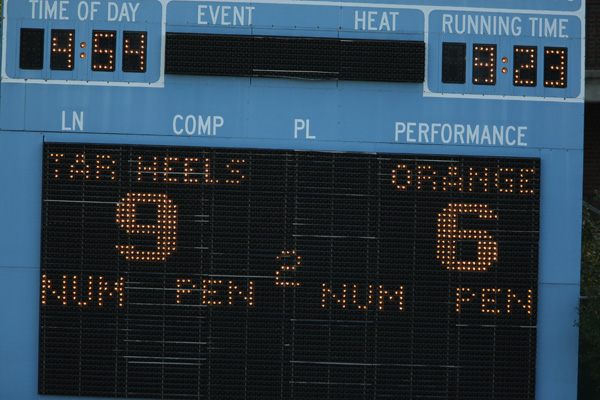 TIME OF DAY EVENT HEAT RUNNING TIME
4:54 8:23
LN COMP PL PERFORMANCE
TAR HEELS ORANGE
9 6
2
NUM PEN NUM PEN